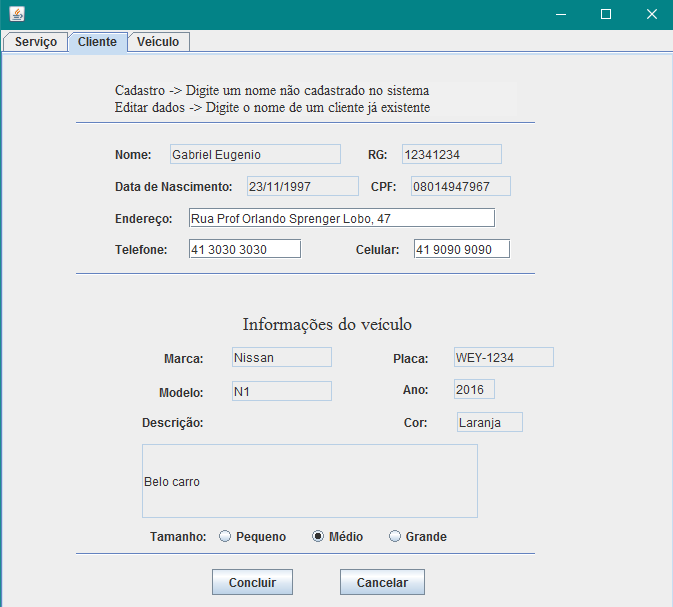 Serviço Cliente Veículo
Cadastro -> Digite um nome não cadastrado no sistema
Editar dados -> Digite o nome de um cliente já existente
Nome: Gabriel Eugenio RG: 12341234
Data de Nascimento: 23/11/1997 CPF: 08014947967
Endereço: Rua Prof Orlando Sprenger Lobo, 47
Telefone: 41 3030 3030 Celular: 41 9090 9090
Informações do veículo
Marca: Nissan Placa: WEY-1234
Modelo: N1 Ano: 2016
Descrição: Cor: Laranja
Belo carro
Tamanho: Pequeno Médio Grande
Concluir Cancelar